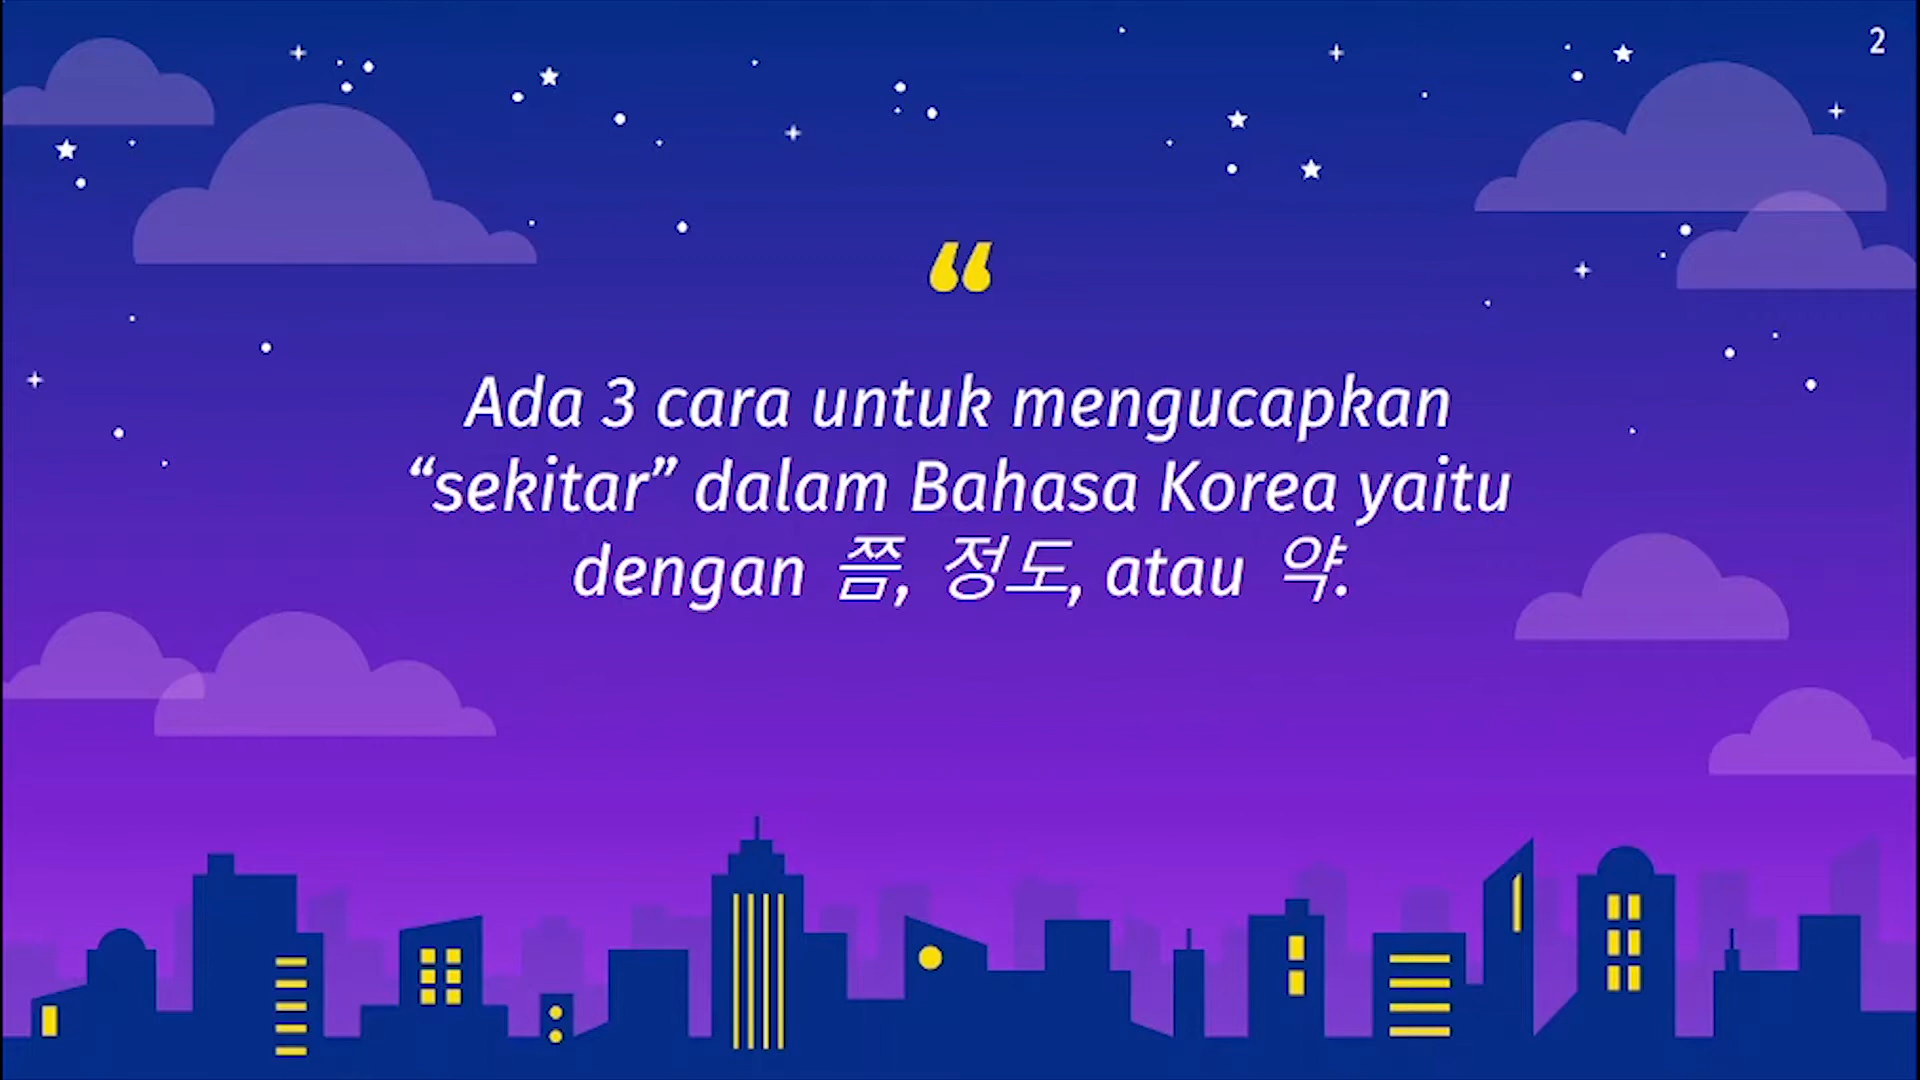 2
“
Ada 3 cara untuk mengucapkan
“sekitar” dalam Bahasa Korea yaitu
dengan 쯤, 정도, atau 약.